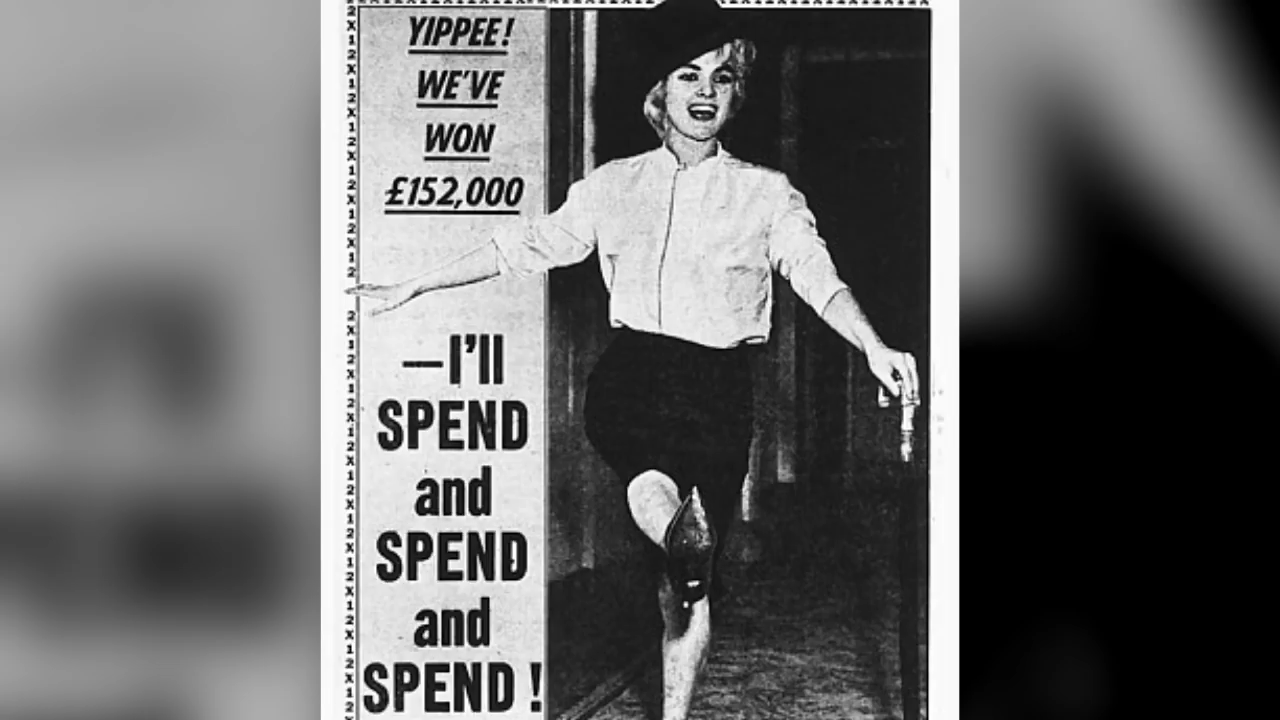 YIPPEE!
WE'VE
WON
£152,000
—I'll
SPEND
and
SPEND
and
SPEND!